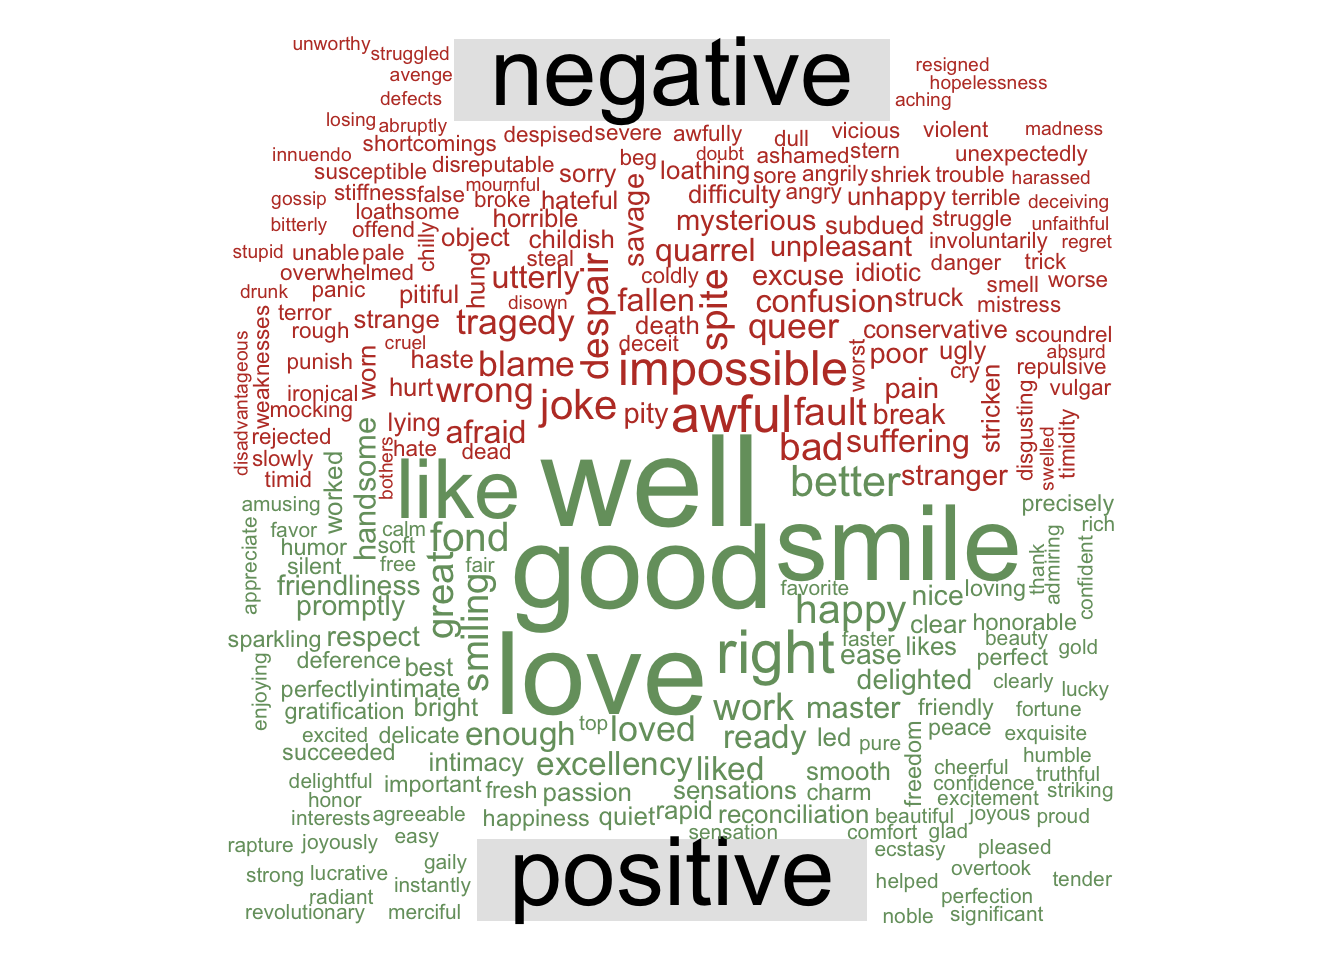 negative
unworthy
struggled
avenge
resigned
hopelessness
defects
aching
losing abruptly
shortcomings despised severe awfully dull vicious violent madness
innuendo disreputable beg doubt ashamed stern unexpectedly
susceptible mournful sorry loathing sore angrily shriek trouble harassed
gossip stiffness false broke hateful savage difficulty angry unhappy terrible deceiving
bitterly loathsome horrible mysterious subdued struggle unfaithful
offend chilly object childish quarrel unpleasant involuntarily regret
stupid unable pale steal danger trick
overwhelmed hung utterly despair coldly spite excuse idiotic smell worse
drunk panic pitiful disown fallen confusion struck mistress
terror strange tragedy death queer conservative scoundrel
rough cruel deceit ugly absurd
disadvantageous weaknesses punish worn haste blame impossible worst poor cry repulsive
ironical hurt wrong pain stricken vulgar
mocking joke pity awful fault break disgusting timidity
rejected lying afraid bad suffering swelled
slowly hate dead
timid bothers stranger
handsome worked like well better
amusing precisely
favor calm fond good smile rich
appreciate humor soft thank admiring confident
silent free great fair
friendliness smiling favorite nice loving
promptly happy clear honorable
sparkling respect love right faster likes beauty gold
deference best ease perfect
enjoying perfectly intimate delighted clearly lucky
gratification bright work master friendly fortune
excited delicate enough top loved ready led pure freedom peace exquisite
succeeded intimacy excellency liked smooth cheerful humble
delightful important fresh passion sensations charm confidence truthful
honor excitement striking
interests agreeable happiness quiet rapid reconciliation beautiful joyous proud
rapture joyously easy sensation comfort glad
positive
gaily ecstasy pleased
strong lucrative instantly helped overtook tender
radiant perfection
revolutionary merciful noble significant